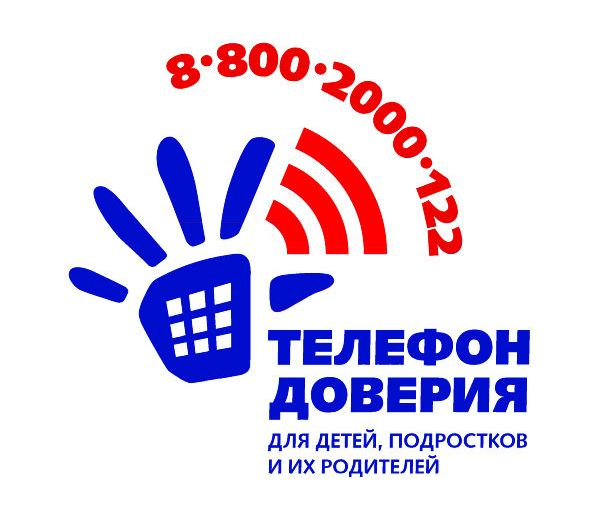 8·800·2000·122
ТЕЛЕФОН
ДОВЕРИЯ
ДЛЯ ДЕТЕЙ, ПОДРОСТКОВ
И ИХ РОДИТЕЛЕЙ